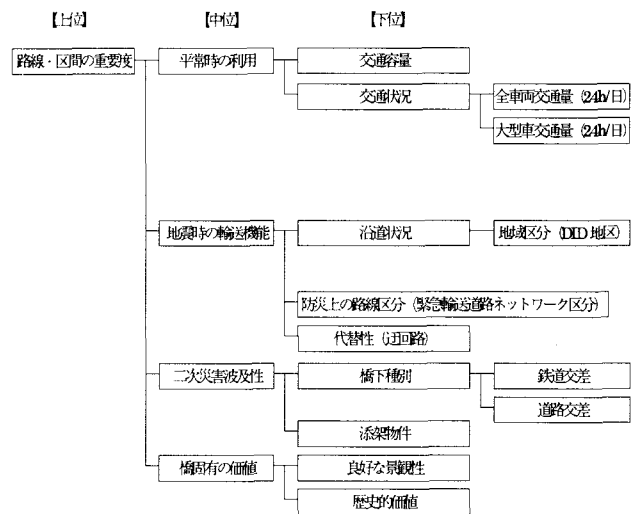 【上位】 【中位】 【下位】
路線・区間の重要度 平常時の利用 交通容量
交通状況 全車両交通量 (24h/日)
大型車交通量 (24h/日)
地震時の輸送機能 沿道状況 地域区分 (DID 地区)
防災上の路線区分 (緊急輸送道路ネットワーク区分)
代替性 (迂回路)
二次災害波及性 橋下種別 鉄道交差
道路交差
添架物件
橋固有の価値 良好な景観性
歴史的価値